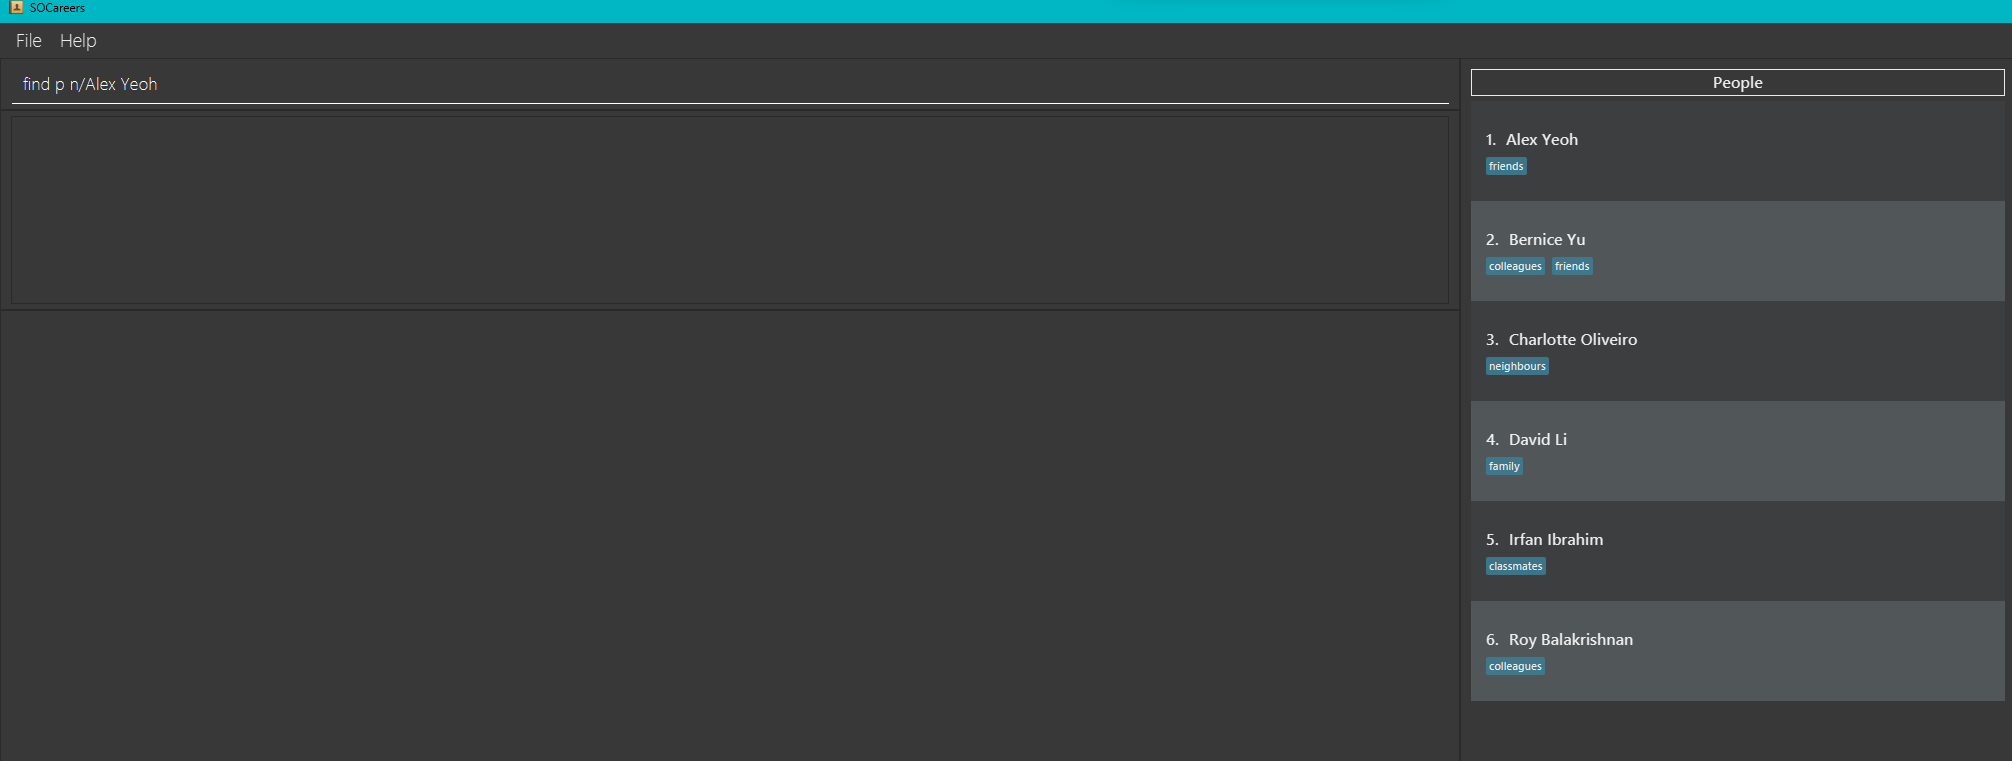 SOCareers
File Help
find p n/Alex Yeoh
People
1. Alex Yeoh
friends
2. Bernice Yu
colleagues friends
3. Charlotte Oliveiro
neighbours
4. David Li
family
5. Irfan Ibrahim
classmates
6. Roy Balakrishnan
colleagues